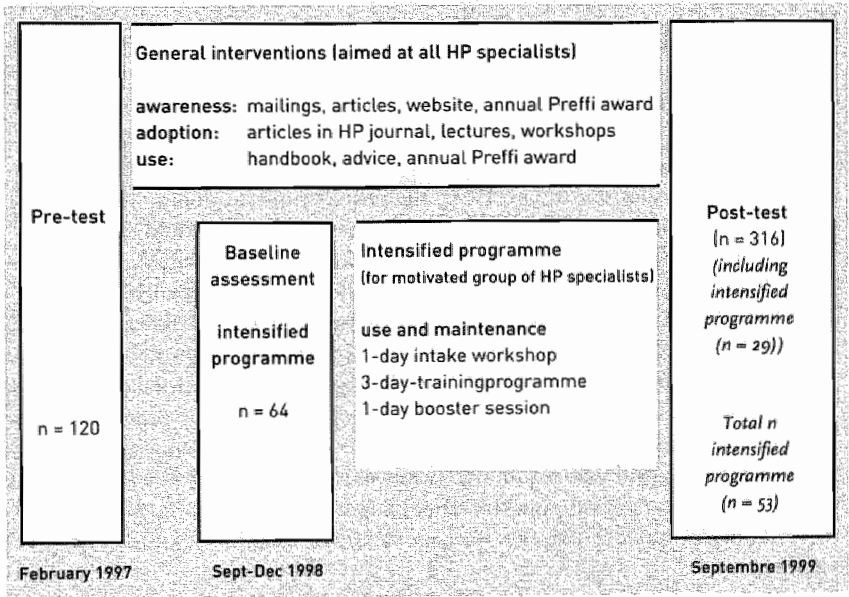 Pre-test
n = 120
February 1997
General interventions (aimed at all HP specialists)
awareness: mailings, articles, website, annual Preffi award
adoption: articles in HP journal, lectures, workshops
use: handbook, advice, annual Preffi award
Baseline
assessment
intensified
programme
n = 64
Sept-Dec 1998
Intensified programme
(for motivated group of HP specialists)
use and maintenance
1-day intake workshop
3-day-trainingprogramme
1-day booster session
Post-test
(n = 316)
(including
intensified
programme
(n = 29))
Total n
intensified
programme
(n = 53)
Septembre 1999